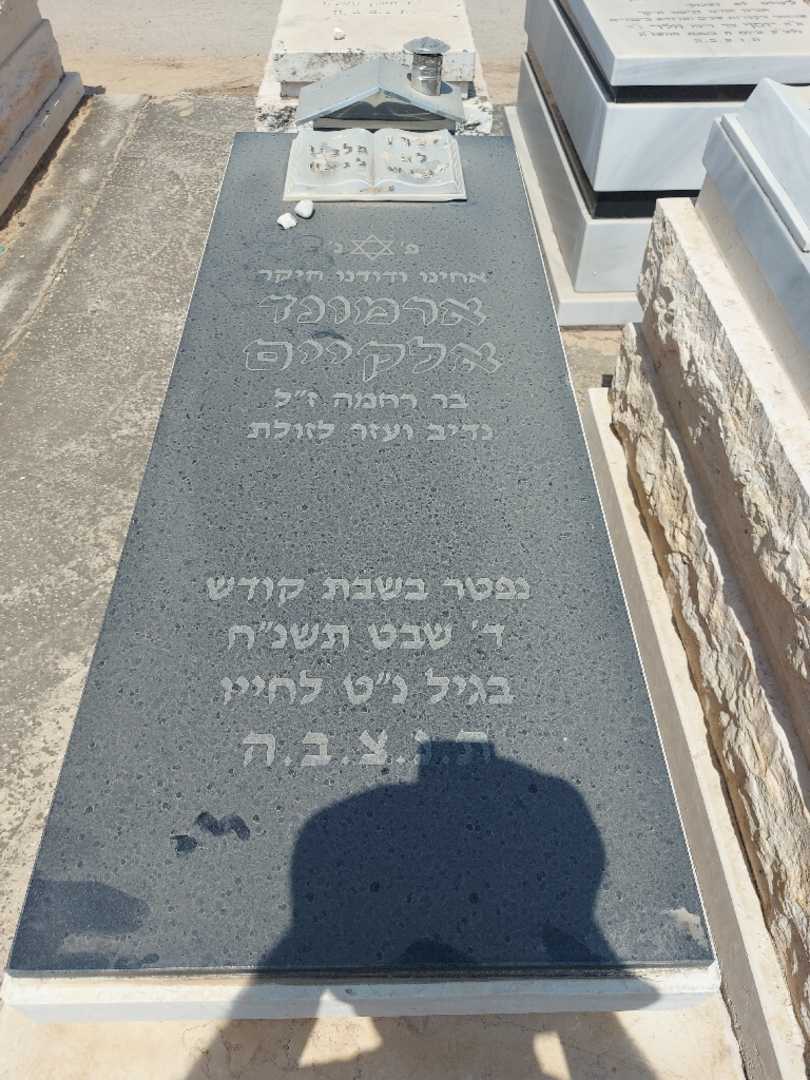 פ' נ'
אחינו ודודנו היקר
ארמונד
אלקיים
בר רחמה ז"ל
נדיב ועזר לזולת
נפטר בשבת קודש
ד' שבט תשנ"ח
בגיל נ"ט לחייו
ת.נ.צ.ב.ה